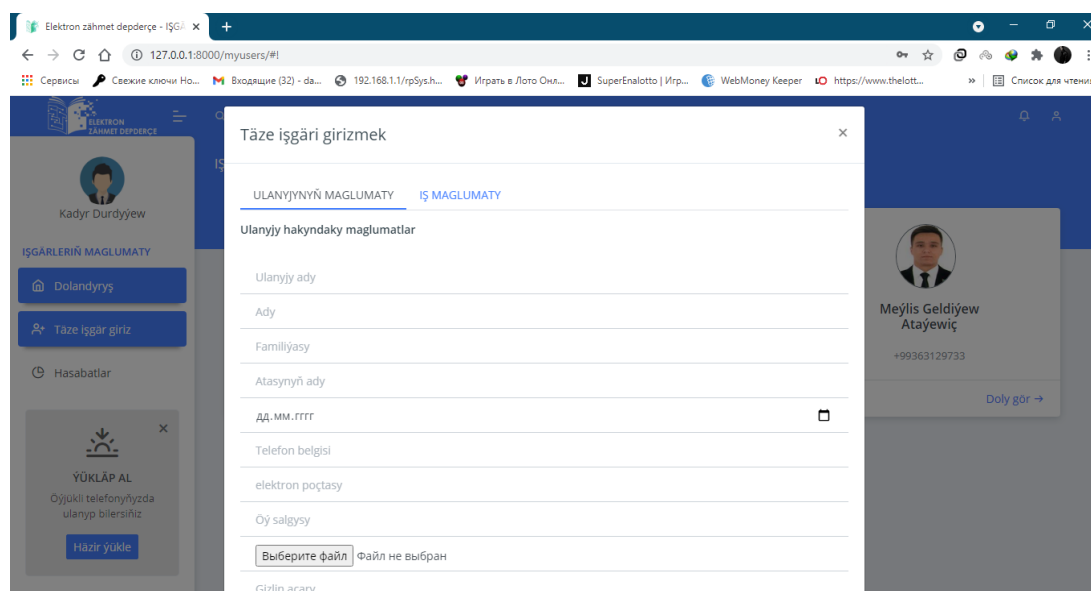 Elektron zähmet depderçe - IŞGÄ
127.0.0.1:8000/myusers/#!
Сервисы
Свежие ключи Но...
Входящие (32) - da...
192.168.1.1/rpSys.h...
Играть в Лото Онл...
SuperEnalotto | Игр...
WebMoney Keeper
https://www.thelott...
»
Список для чтения
ELEKTRON
ZÄHMET DEPDERÇE
Kadyr Durdyýew
IŞGÄRLERIŇ MAGLUMATY
Dolandyryş
Täze işgär giriz
Hasabatlar
ÝÜKLÄP AL
Öýjükli telefonyňyzda
ulanyp bilersiňiz
Häzir ýükle
IŞ
Täze işgäri girizmek
ULANYJYNYŇ MAGLUMATY
IŞ MAGLUMATY
Ulanyjy hakyndaky maglumatlar
Ulanyjy ady
Ady
Familiýasy
Atasynyň ady
дд.мм.гггг
Telefon belgisi
elektron poçtasy
Öý salgysy
Выберите файл Файл не выбран
Gizlin açary
Meýlis Geldiýew
Ataýewiç
+99363129733
Doly gör →